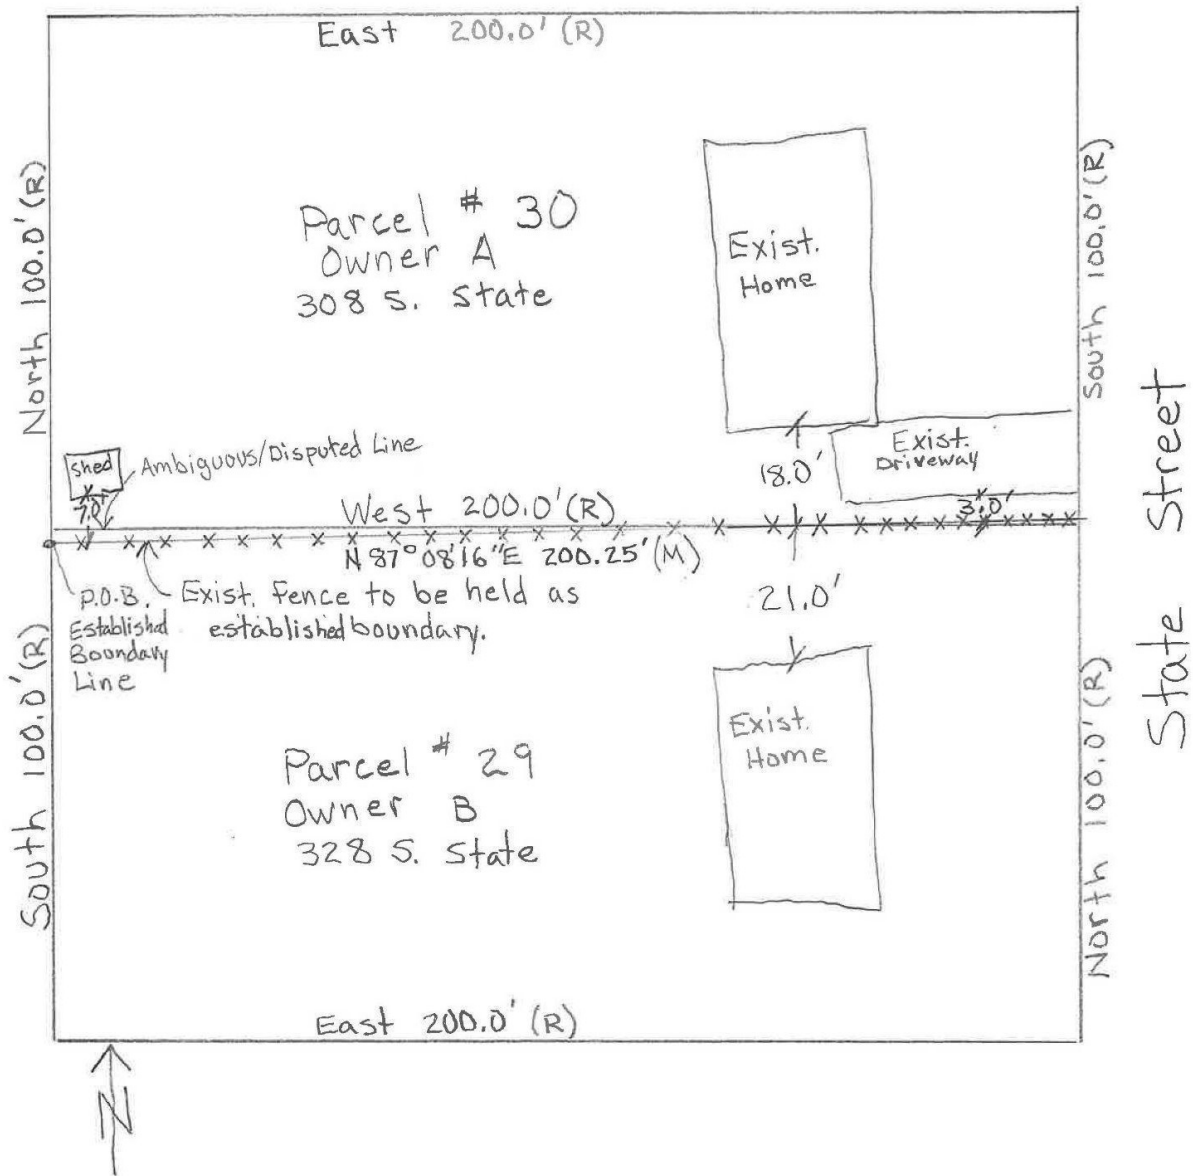 East 200.0' (R)
North 100.0' (R)
South 100.0' (R)
Parcel # 30
Owner A
308 S. State
Exist.
Home
Shed
Ambiguous/Disputed Line
7.0'
18.0'
Exist.
Driveway
3.0'
West 200.0' (R)
N 87° 08' 16" E 200.25' (M)
P.O.B.
Established
Boundary
Line
Exist. fence to be held as
established boundary.
21.0'
State Street
South 100.0' (R)
North 100.0' (R)
Parcel # 29
Owner B
328 S. State
Exist.
Home
East 200.0' (R)
N